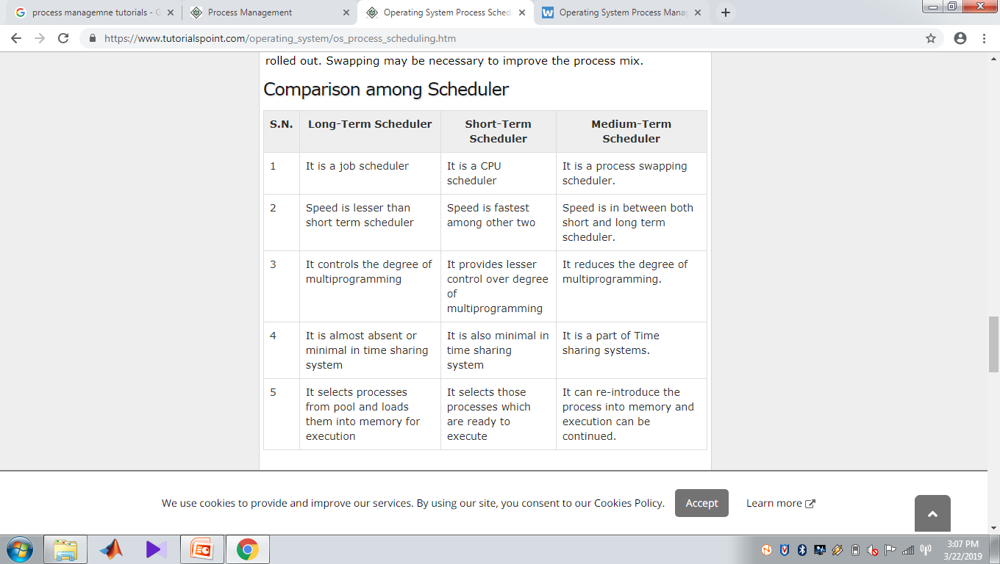 process managemne tutorials - G
Process Management
Operating System Process Sched
Operating System Process Manag
https://www.tutorialspoint.com/operating_system/os_process_scheduling.htm
rolled out. Swapping may be necessary to improve the process mix.
Comparison among Scheduler
S.N.
Long-Term Scheduler
Short-Term
Scheduler
Medium-Term
Scheduler
1
It is a job scheduler
It is a CPU
scheduler
It is a process swapping
scheduler.
2
Speed is lesser than
short term scheduler
Speed is fastest
among other two
Speed is in between both
short and long term
scheduler.
3
It controls the degree of
multiprogramming
It provides lesser
control over degree
of
multiprogramming
It reduces the degree of
multiprogramming.
4
It is almost absent or
minimal in time sharing
system
It is also minimal in
time sharing
system
It is a part of Time
sharing systems.
5
It selects processes
from pool and loads
them into memory for
execution
It selects those
processes which
are ready to
execute
It can re-introduce the
process into memory and
execution can be
continued.
We use cookies to provide and improve our services. By using our site, you consent to our Cookies Policy.
Accept
Learn more
3:07 PM
3/22/2019